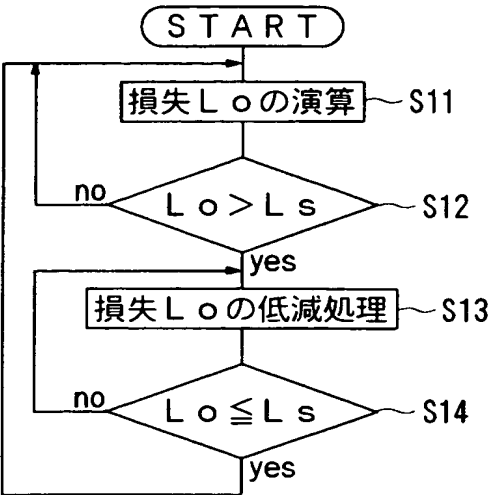 START
損失Loの演算 S11
no Lo>Ls S12
yes
損失Loの低減処理 S13
no Lo≦Ls S14
yes